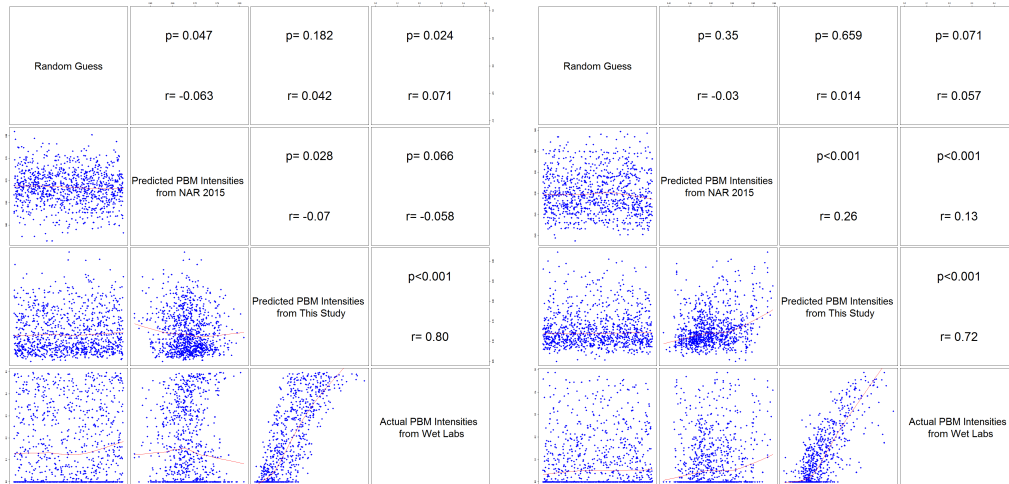 p= 0.047
p= 0.182
p= 0.024
Random Guess
r= -0.063
r= 0.042
r= 0.071
p= 0.028
p= 0.066
Predicted PBM Intensities
from NAR 2015
r= -0.07
r= -0.058
p<0.001
Predicted PBM Intensities
from This Study
r= 0.80
Actual PBM Intensities
from Wet Labs
p= 0.35
p= 0.659
p= 0.071
Random Guess
r= -0.03
r= 0.014
r= 0.057
p<0.001
p<0.001
Predicted PBM Intensities
from NAR 2015
r= 0.26
r= 0.13
p<0.001
Predicted PBM Intensities
from This Study
r= 0.72
Actual PBM Intensities
from Wet Labs